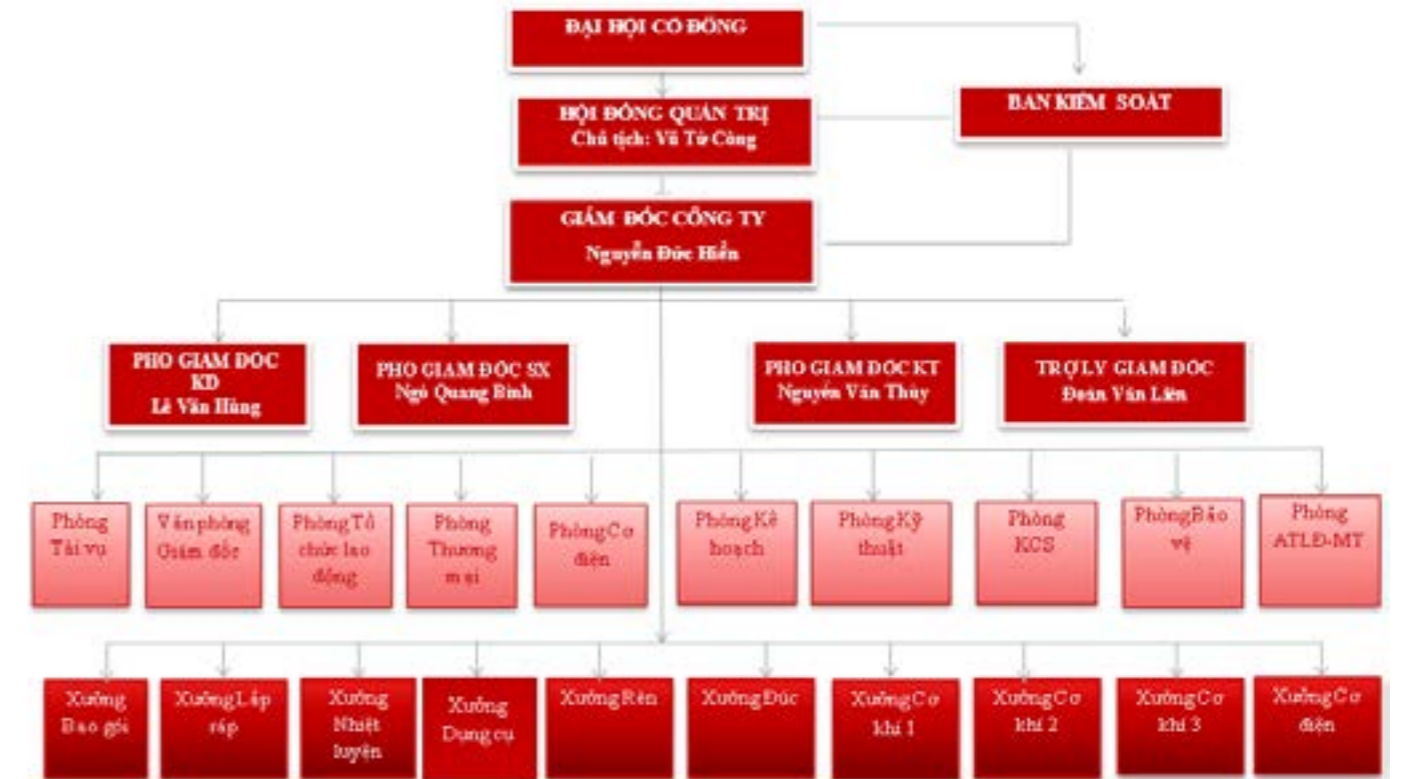 ĐẠI HỘI CỔ ĐÔNG
HỘI ĐỒNG QUẢN TRỊ
Chủ tịch: Vũ Từ Công
BAN KIỂM SOÁT
GIÁM ĐỐC CÔNG TY
Nguyễn Đức Hiển
PHÓ GIÁM ĐỐC
KD
Lê Văn Hùng
PHÓ GIÁM ĐỐC SX
Ngô Quang Bình
PHÓ GIÁM ĐỐC KT
Nguyễn Văn Thùy
TRỢ LÝ GIÁM ĐỐC
Đoàn Văn Liên
Phòng
Tài vụ
Văn phòng
Giám đốc
Phòng Tổ
chức lao
động
Phòng
Thương
mại
Phòng Cơ
điện
Phòng Kế
hoạch
Phòng Kỹ
thuật
Phòng
KCS
Phòng Bảo
vệ
Phòng
ATLĐ-MT
Xưởng
Bao gói
Xưởng Lắp
ráp
Xưởng
Nhiệt
luyện
Xưởng
Dụng cụ
Xưởng Rèn
Xưởng Đúc
Xưởng Cơ
khí 1
Xưởng Cơ
khí 2
Xưởng Cơ
khí 3
Xưởng Cơ
điện